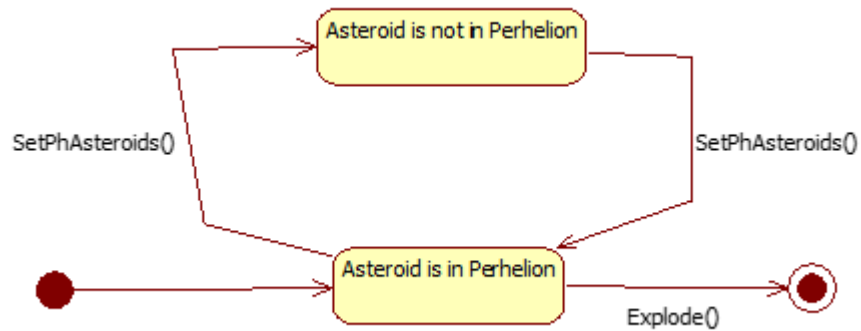 Asteroid is not in Perhelion
SetPhAsteroids()
SetPhAsteroids()
Asteroid is in Perhelion
Explode()